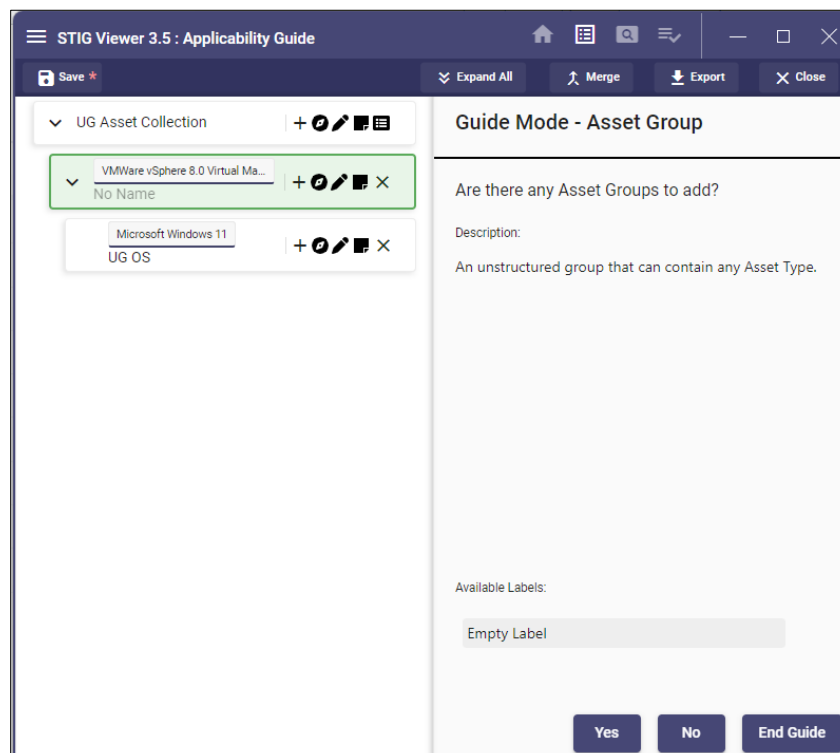 STIG Viewer 3.5 : Applicability Guide
Save *
Expand All
Merge
Export
Close
UG Asset Collection
VMWare vSphere 8.0 Virtual Ma...
No Name
Microsoft Windows 11
UG OS
Guide Mode - Asset Group
Are there any Asset Groups to add?
Description:
An unstructured group that can contain any Asset Type.
Available Labels:
Empty Label
Yes
No
End Guide